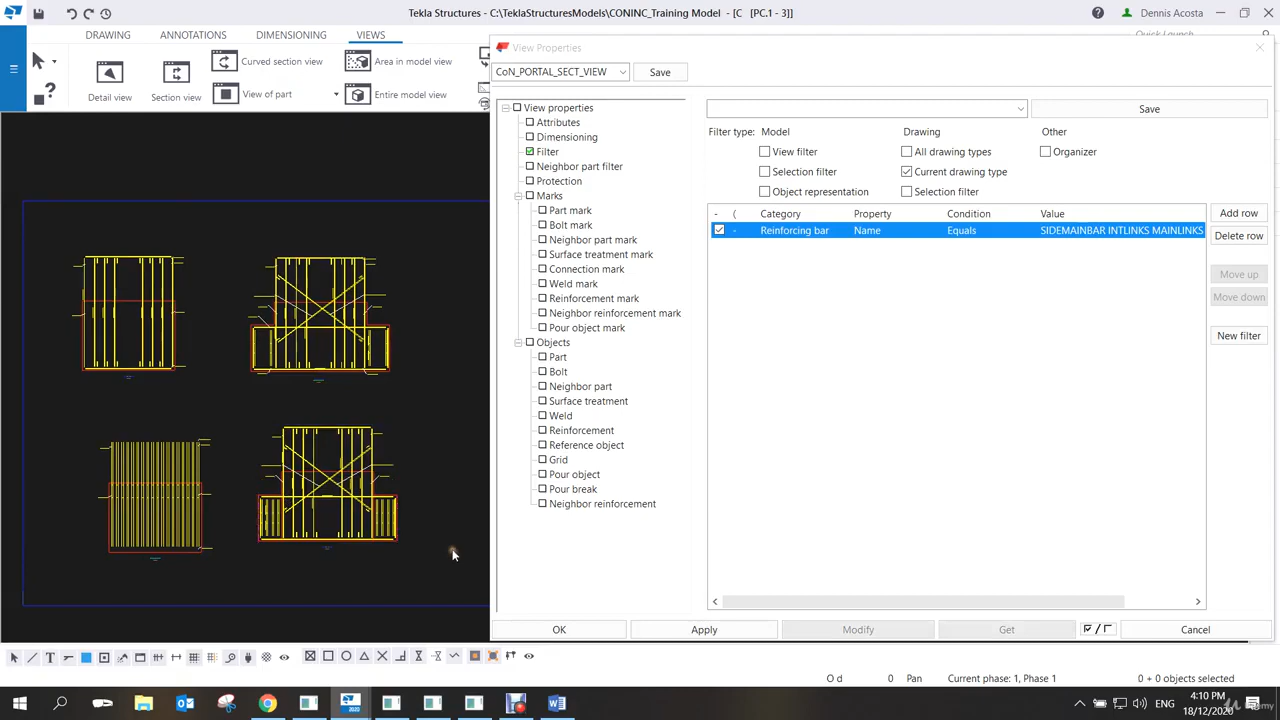 Tekla Structures - C:\TeklaStructuresModels\CONINC_Training Model - [C   [PC.1 - 3]]
Dennis Acosta
DRAWING
ANNOTATIONS
DIMENSIONING
VIEWS
View Properties
Curved section view
Area in model view
Detail view
Section view
View of part
Entire model view
CoN_PORTAL_SECT_VIEW
Save
View properties
Attributes
Dimensioning
Filter
Neighbor part filter
Protection
Marks
Part mark
Bolt mark
Neighbor part mark
Surface treatment mark
Connection mark
Weld mark
Reinforcement mark
Neighbor reinforcement mark
Pour object mark
Objects
Part
Bolt
Neighbor part
Surface treatment
Weld
Reinforcement
Reference object
Grid
Pour object
Pour break
Neighbor reinforcement
Save
Filter type:
Model
Drawing
Other
View filter
All drawing types
Organizer
Selection filter
Current drawing type
Object representation
Selection filter
- ( Category Property Condition Value
- Reinforcing bar Name Equals SIDEMAINBAR INTLINKS MAINLINKS
Add row
Delete row
Move up
Move down
New filter
OK
Apply
Modify
Get
Cancel
O d
0
Pan
Current phase: 1, Phase 1
0 + 0 objects selected
ENG
4:10 PM
18/12/2020